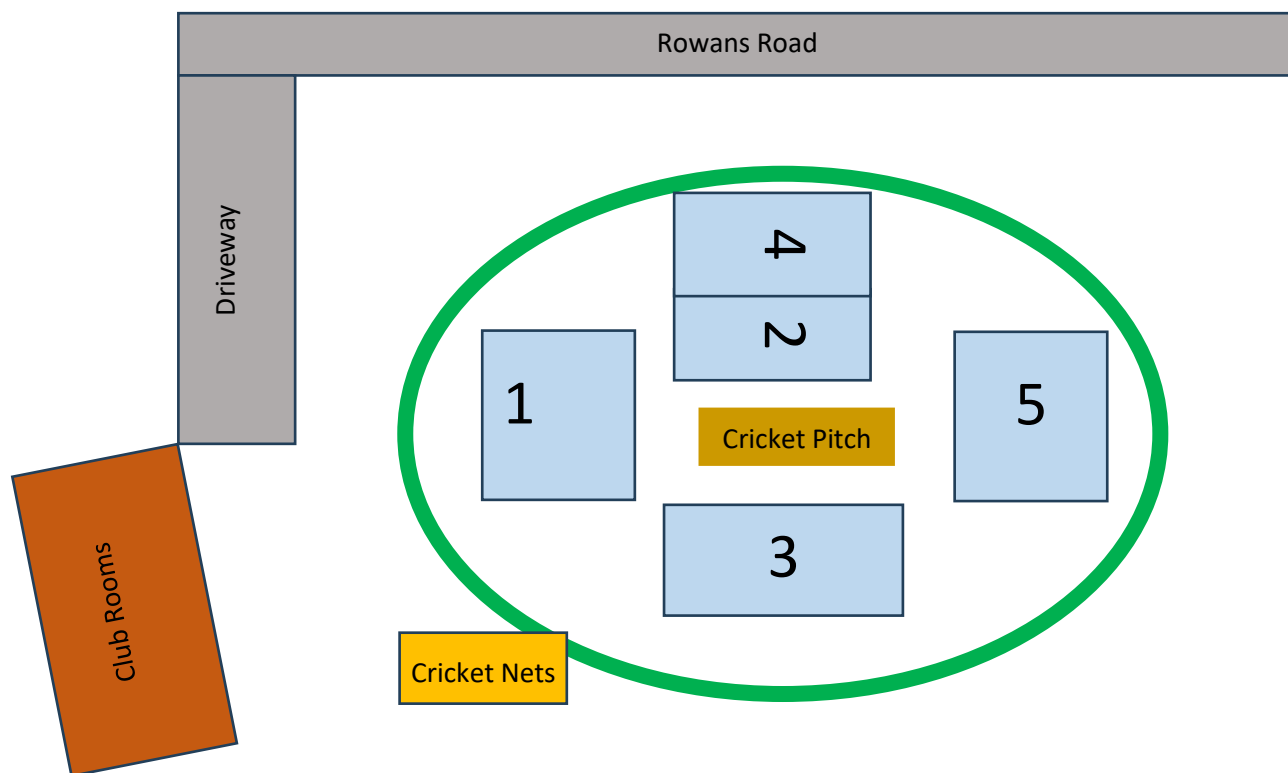 Rowans Road
Driveway
4
2
1
5
Cricket Pitch
3
Club Rooms
Cricket Nets